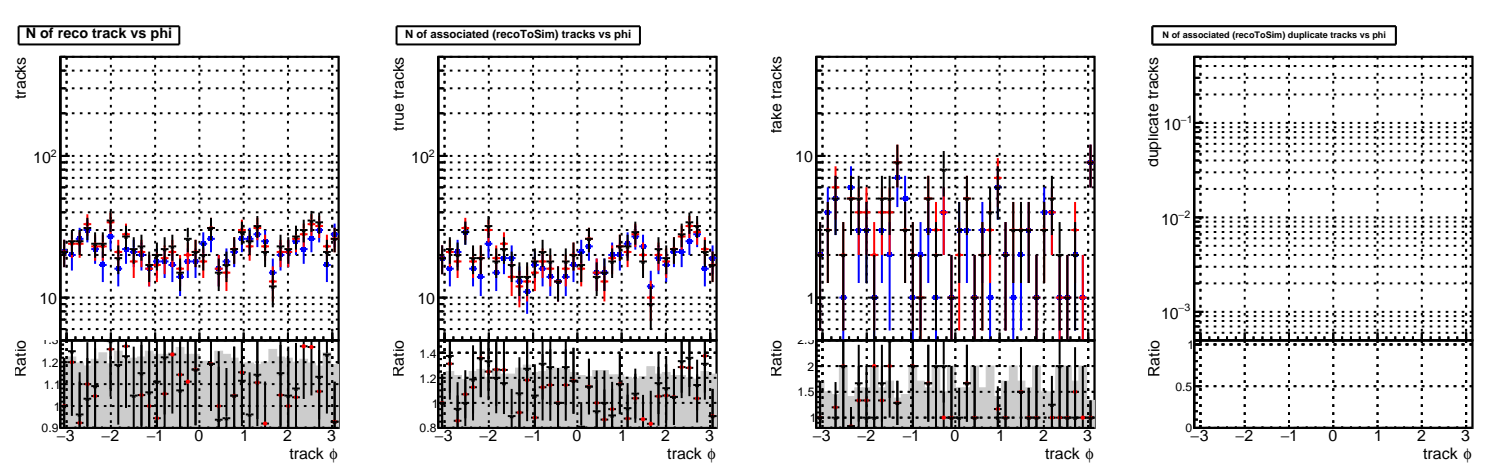 N of reco track vs phi
tracks
10²
10
Ratio
1.3
1.2
1.1
1
0.9
−3 −2 −1 0 1 2 3
track ϕ
N of associated (recoToSim) tracks vs phi
true tracks
10²
10
Ratio
1.4
1.2
1
0.8
−3 −2 −1 0 1 2 3
track ϕ
fake tracks
10
1
Ratio
2.5
2
1.5
1
−3 −2 −1 0 1 2 3
track ϕ
N of associated (recoToSim) duplicate tracks vs phi
duplicate tracks
10⁻¹
10⁻²
10⁻³
Ratio
1
0.5
0
−3 −2 −1 0 1 2 3
track ϕ